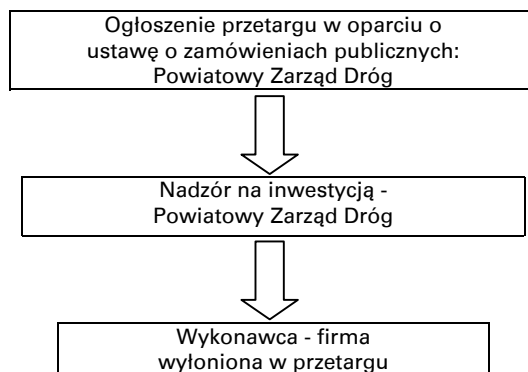 Ogłoszenie przetargu w oparciu o
ustawę o zamówieniach publicznych:
Powiatowy Zarząd Dróg
Nadzór na inwestycją -
Powiatowy Zarząd Dróg
Wykonawca - firma
wyłoniona w przetargu